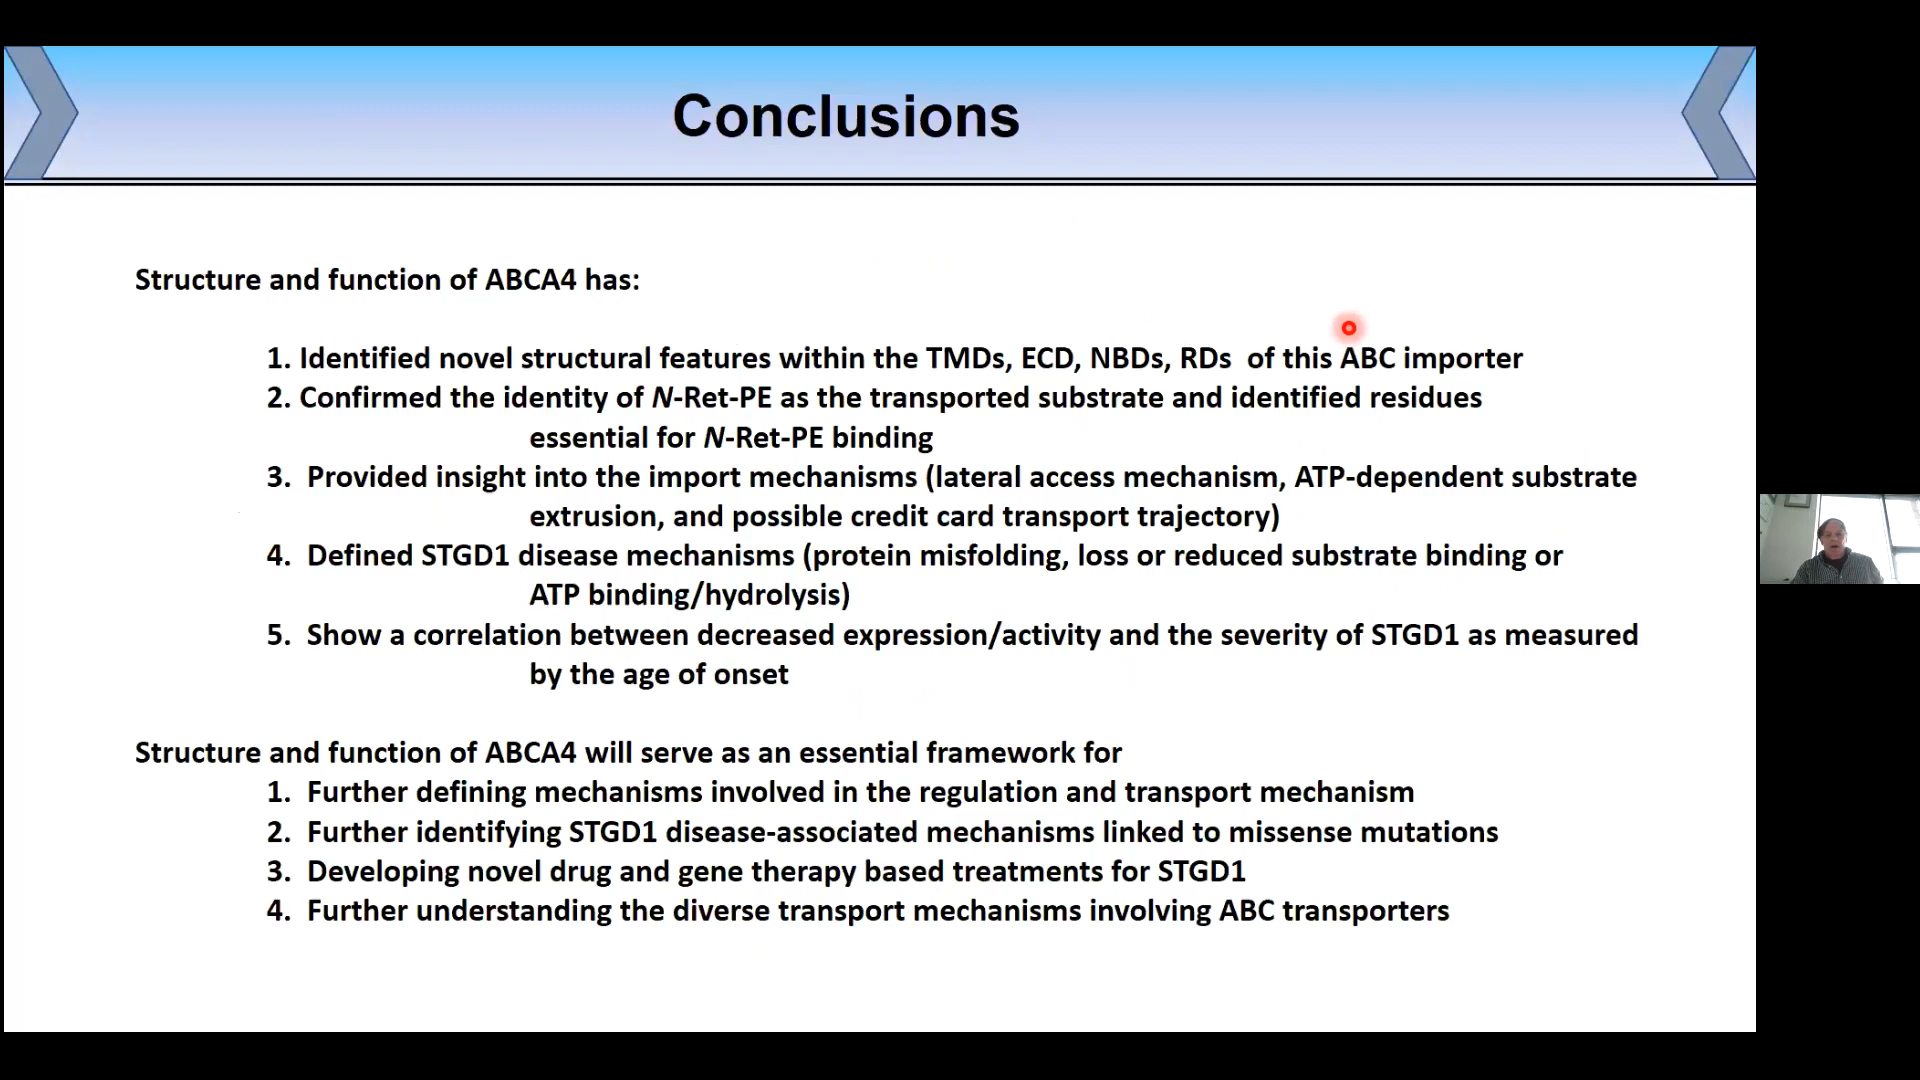 Conclusions
Structure and function of ABCA4 has:
1. Identified novel structural features within the TMDs, ECD, NBDs, RDs  of this ABC importer
2. Confirmed the identity of N-Ret-PE as the transported substrate and identified residues
essential for N-Ret-PE binding
3.  Provided insight into the import mechanisms (lateral access mechanism, ATP-dependent substrate
extrusion, and possible credit card transport trajectory)
4.  Defined STGD1 disease mechanisms (protein misfolding, loss or reduced substrate binding or
ATP binding/hydrolysis)
5.  Show a correlation between decreased expression/activity and the severity of STGD1 as measured
by the age of onset
Structure and function of ABCA4 will serve as an essential framework for
1.  Further defining mechanisms involved in the regulation and transport mechanism
2.  Further identifying STGD1 disease-associated mechanisms linked to missense mutations
3.  Developing novel drug and gene therapy based treatments for STGD1
4.  Further understanding the diverse transport mechanisms involving ABC transporters